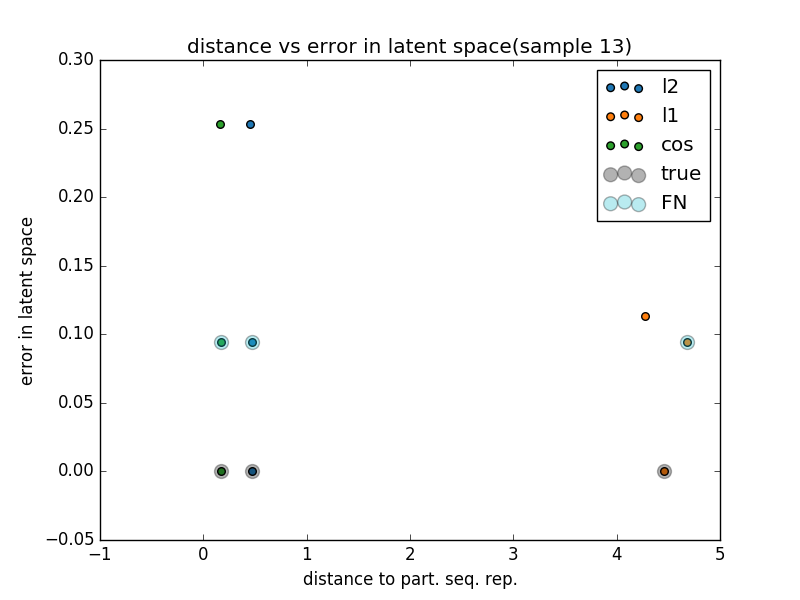 distance vs error in latent space(sample 13)
0.30
0.25
0.20
0.15
0.10
0.05
0.00
−0.05
error in latent space
l2
l1
cos
true
FN
−1 0 1 2 3 4 5
distance to part. seq. rep.